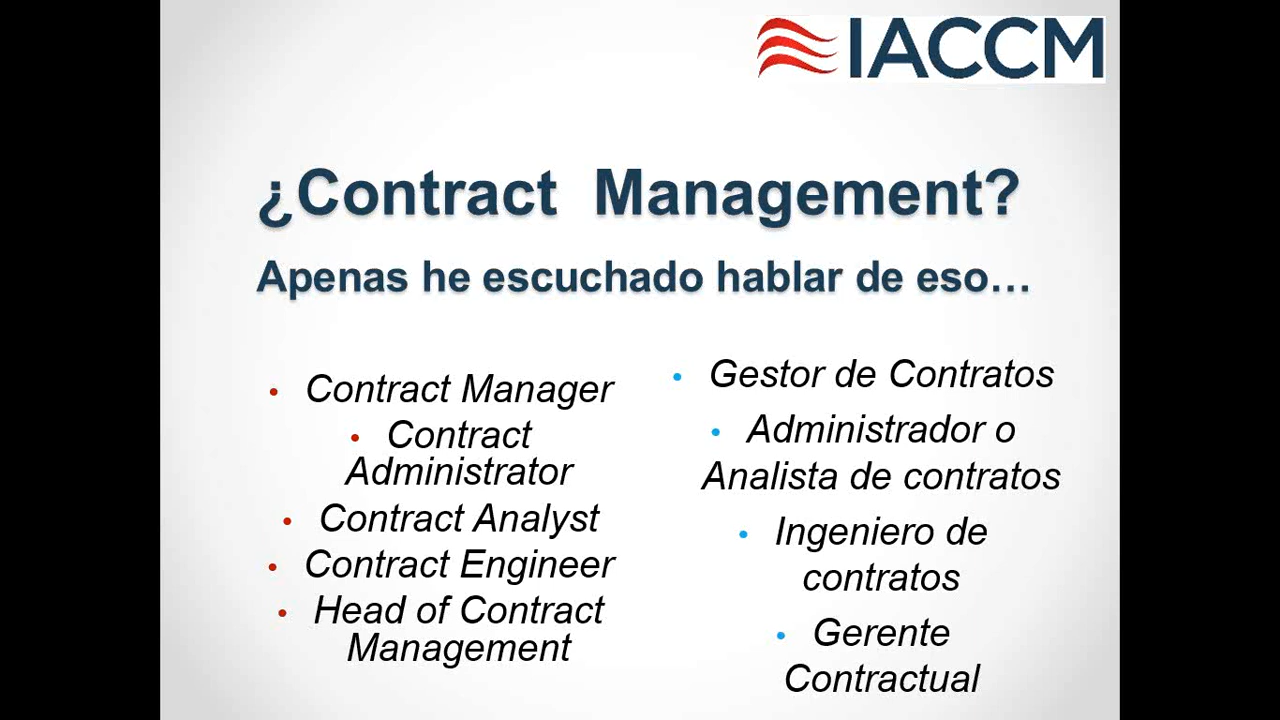 IACCM
¿Contract Management?
Apenas he escuchado hablar de eso…
• Contract Manager
• Contract
Administrator
• Contract Analyst
• Contract Engineer
• Head of Contract
Management
• Gestor de Contratos
• Administrador o
Analista de contratos
• Ingeniero de
contratos
• Gerente
Contractual